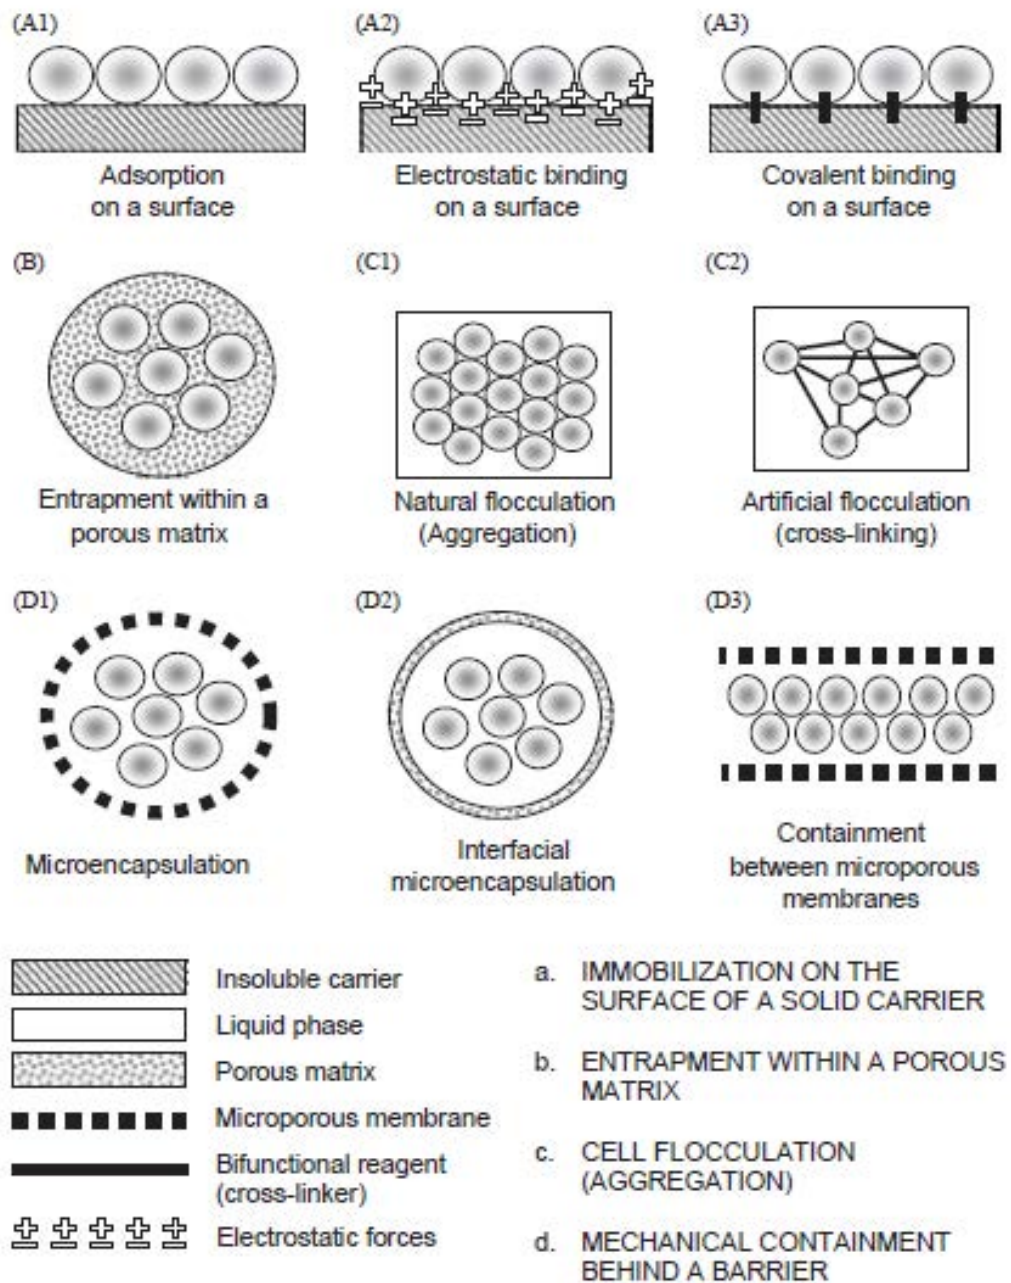 (A1)
(A2)
(A3)
Adsorption
on a surface
Electrostatic binding
on a surface
Covalent binding
on a surface
(B)
(C1)
(C2)
Entrapment within a
porous matrix
Natural flocculation
(Aggregation)
Artificial flocculation
(cross-linking)
(D1)
(D2)
(D3)
Microencapsulation
Interfacial
microencapsulation
Containment
between microporous
membranes
Insoluble carrier
Liquid phase
Porous matrix
Microporous membrane
Bifunctional reagent
(cross-linker)
Electrostatic forces
a. IMMOBILIZATION ON THE
SURFACE OF A SOLID CARRIER
b. ENTRAPMENT WITHIN A POROUS
MATRIX
c. CELL FLOCCULATION
(AGGREGATION)
d. MECHANICAL CONTAINMENT
BEHIND A BARRIER